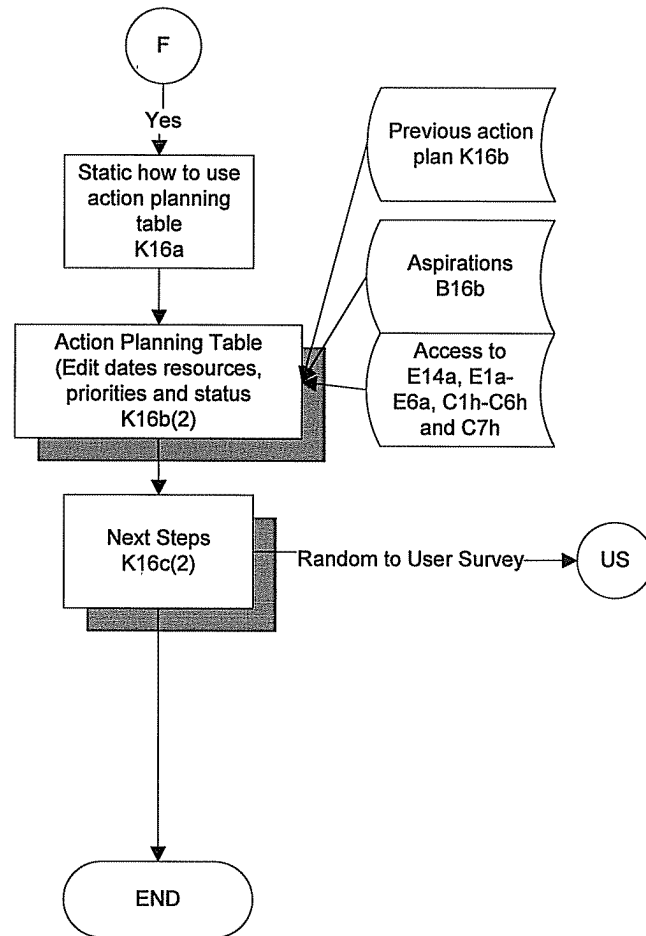 F
Yes
Static how to use
action planning
table
K16a
Previous action
plan K16b
Aspirations
B16b
Action Planning Table
(Edit dates resources,
priorities and status
K16b(2)
Access to
E14a, E1a-
E6a, C1h-C6h
and C7h
Next Steps
K16c(2)
Random to User Survey
US
END